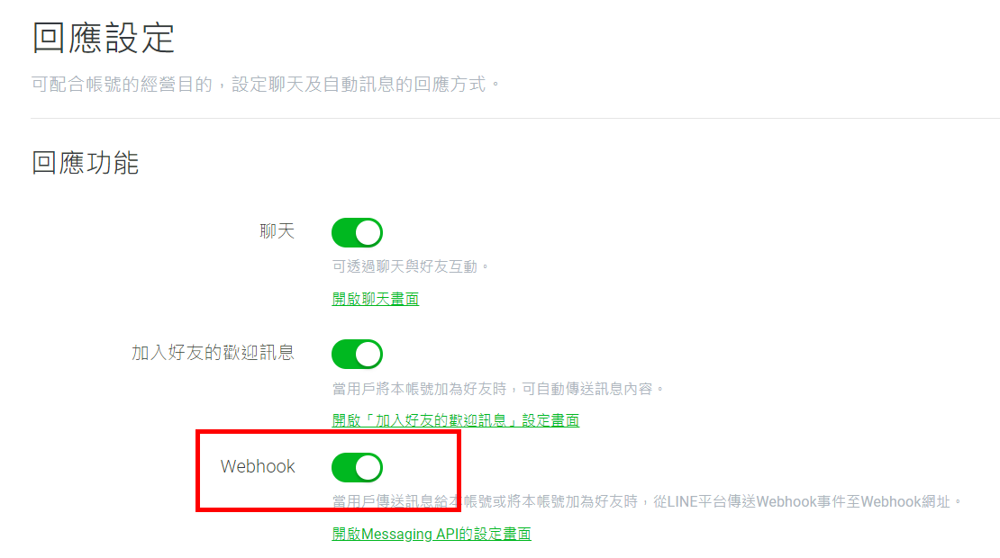 回應設定
可配合帳號的經營目的，設定聊天及自動訊息的回應方式。
回應功能
聊天
可透過聊天與好友互動。
開啟聊天畫面
加入好友的歡迎訊息
當用戶將本帳號加為好友時，可自動傳送訊息內容。
開啟「加入好友的歡迎訊息」設定畫面
Webhook
當用戶傳送訊息給本帳號或將本帳號加為好友時，從LINE平台傳送Webhook事件至Webhook網址。
開啟Messaging API的設定畫面